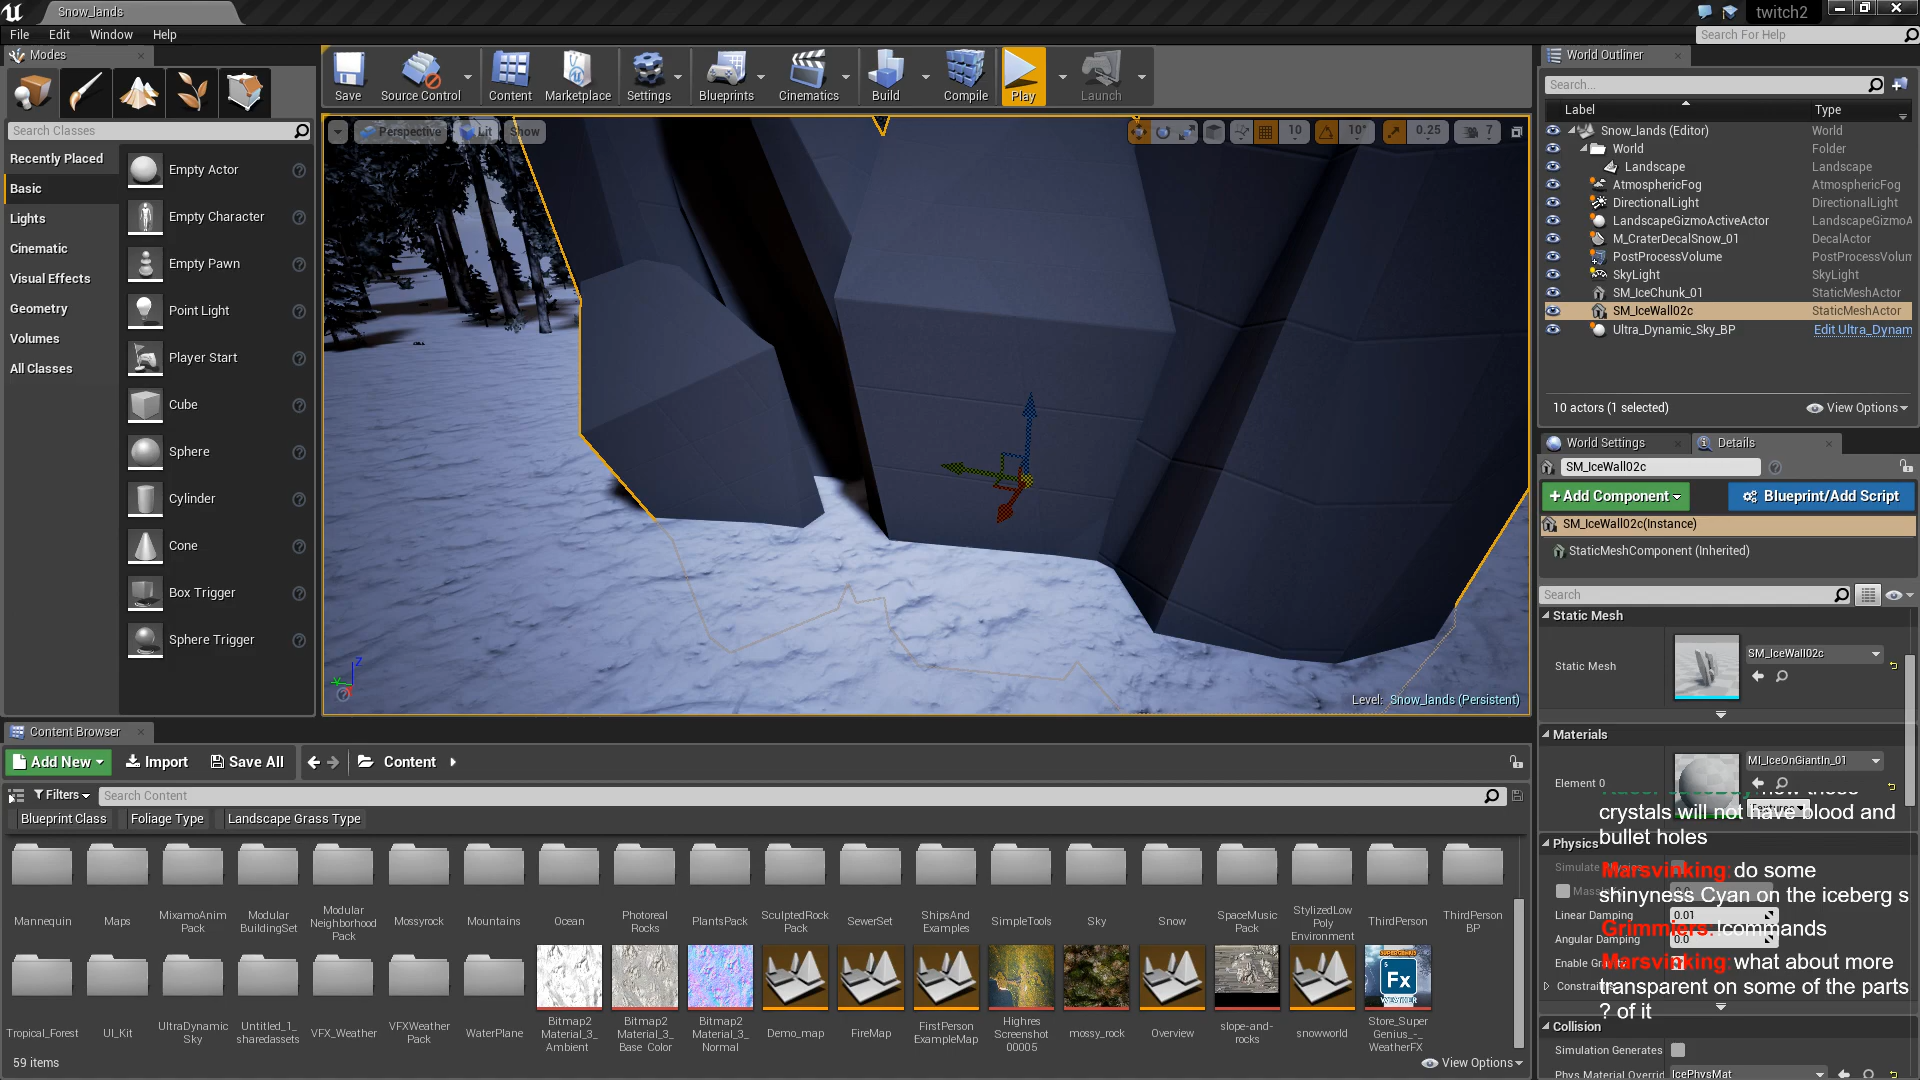 Snow_lands
twitch2
File Edit Window Help
Search For Help
Modes
Search Classes
Recently Placed
Basic
Lights
Cinematic
Visual Effects
Geometry
Volumes
All Classes
Empty Actor
Empty Character
Empty Pawn
Point Light
Player Start
Cube
Sphere
Cylinder
Cone
Box Trigger
Sphere Trigger
Save Source Control Content Marketplace Settings Blueprints Cinematics Build Compile Play Launch
Perspective Lit Show
10 10° 0.25 7
Level: Snow_lands (Persistent)
World Outliner
Search...
Label Type
Snow_lands (Editor) World
World Folder
Landscape Landscape
AtmosphericFog AtmosphericFog
DirectionalLight DirectionalLight
LandscapeGizmoActiveActor LandscapeGizmoA
M_CraterDecalSnow_01 DecalActor
PostProcessVolume PostProcessVolum
SkyLight SkyLight
SM_IceChunk_01 StaticMeshActor
SM_IceWall02c StaticMeshActor
Ultra_Dynamic_Sky_BP Edit Ultra_Dynam
10 actors (1 selected) View Options
World Settings Details
SM_IceWall02c
+Add Component Blueprint/Add Script
SM_IceWall02c(Instance)
StaticMeshComponent (Inherited)
Search
Static Mesh
Static Mesh SM_IceWall02c
Materials
Element 0 MI_IceOnGiantIn_01
crystals will not have blood and
bullet holes
Physics
Marsvinking: do some
shinyness Cyan on the iceberg s
Linear Damping 0.01
Grimmiers: !commands
Angular Damping 0.0
Marsvinking: what about more
transparent on some of the parts
? of it
Collision
Simulation Generates
Phys Material Overrid IcePhysMat
Content Browser
Add New Import Save All Content
Filters Search Content
Blueprint Class Foliage Type Landscape Grass Type
Mannequin Maps MixamoAnim Pack Modular BuildingSet Modular Neighborhood Pack Mossyrock Mountains Ocean Photoreal Rocks PlantsPack SculptedRock Pack SewerSet ShipsAnd Examples SimpleTools Sky Snow SpaceMusic Pack StylizedLow Poly Environment ThirdPerson ThirdPerson BP
Tropical_Forest UI_Kit UltraDynamic Sky Untitled_1_ sharedassets VFX_Weather VFXWeather Pack WaterPlane Bitmap2 Material_3_ Ambient Bitmap2 Material_3_ Base_Color Bitmap2 Material_3_ Normal Demo_map FireMap FirstPerson ExampleMap Highres Screenshot 00005 mossy_rock Overview slope-and- rocks snowworld Store_Super Genius_-_ WeatherFX
59 items View Options